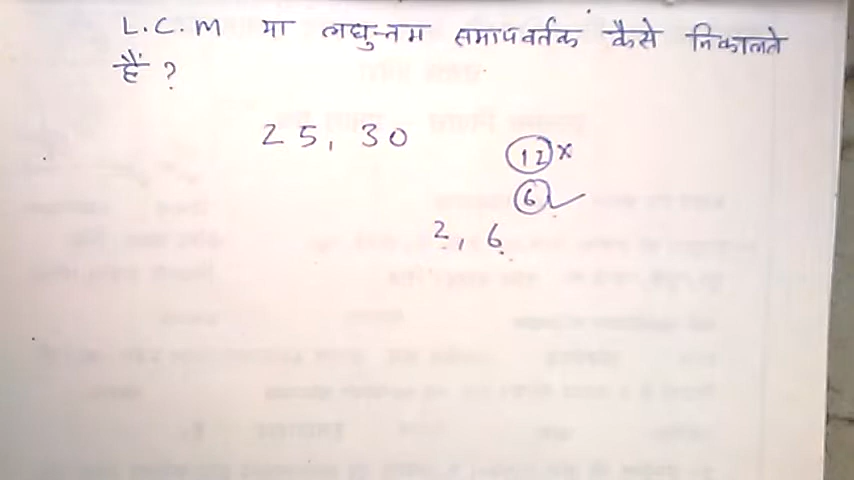 L.C.M या लघुत्तम समापवर्तक कैसे निकालते
हैं ?
25, 30
12 x
6 ✓
2, 6